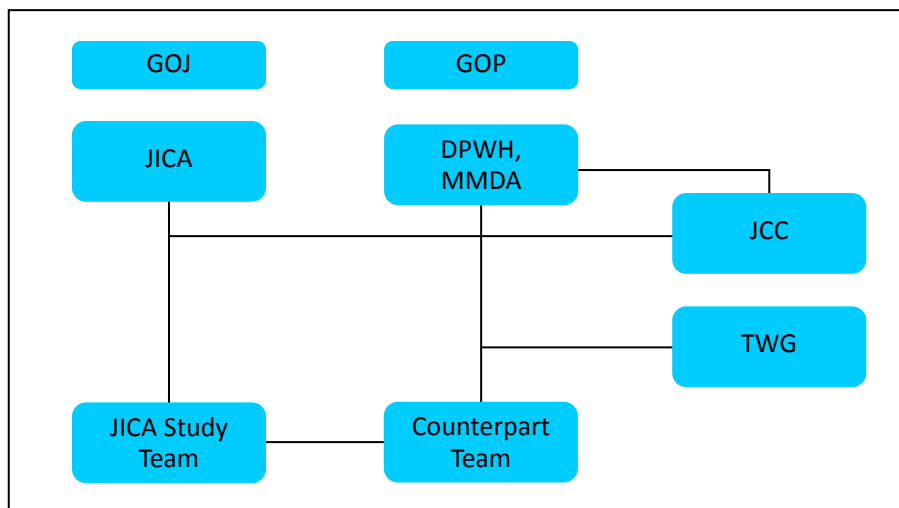 GOJ
GOP
JICA
DPWH,
MMDA
JCC
TWG
JICA Study
Team
Counterpart
Team